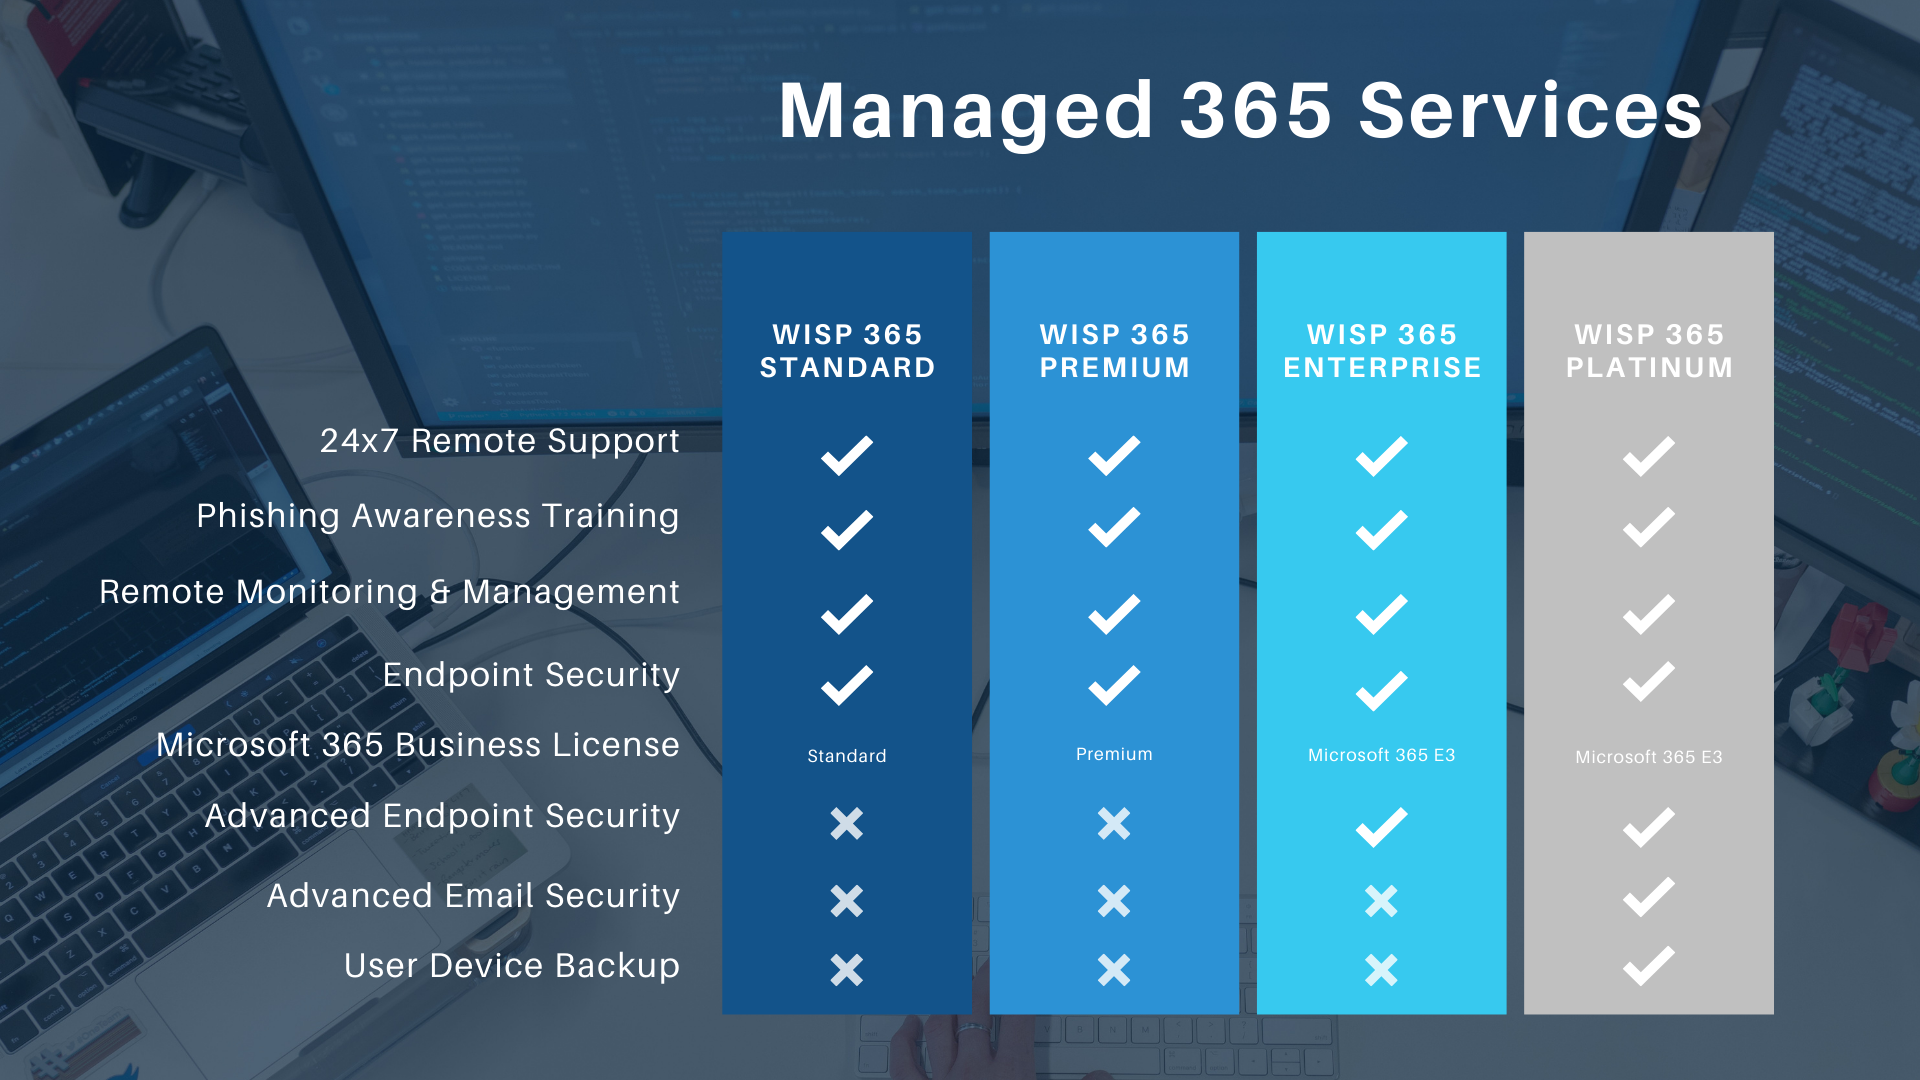 Managed 365 Services
WISP 365
STANDARD
WISP 365
PREMIUM
WISP 365
ENTERPRISE
WISP 365
PLATINUM
24x7 Remote Support
Phishing Awareness Training
Remote Monitoring & Management
Endpoint Security
Microsoft 365 Business License
Standard
Premium
Microsoft 365 E3
Microsoft 365 E3
Advanced Endpoint Security
Advanced Email Security
User Device Backup